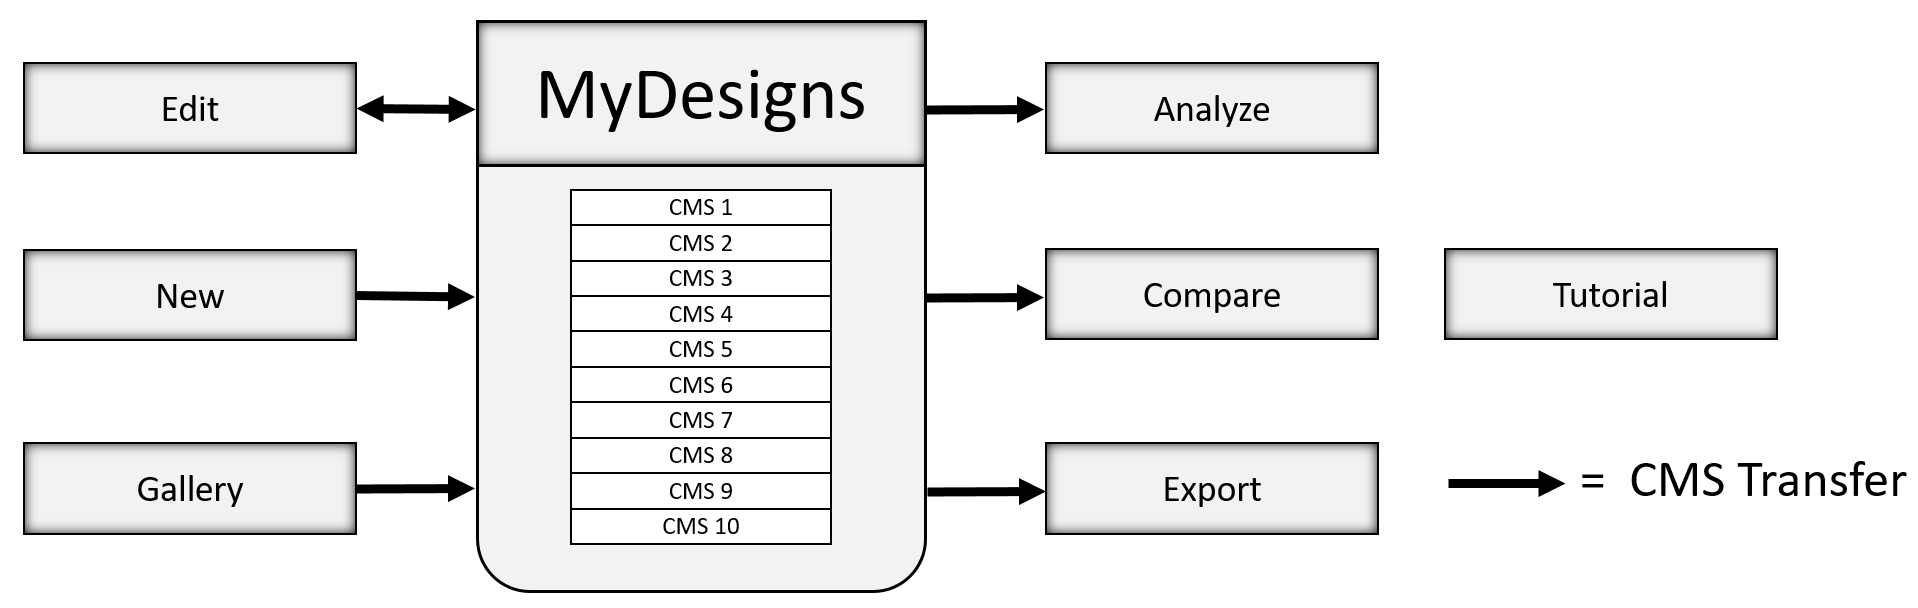 MyDesigns
Edit
New
Gallery
CMS 1
CMS 2
CMS 3
CMS 4
CMS 5
CMS 6
CMS 7
CMS 8
CMS 9
CMS 10
Analyze
Compare
Export
Tutorial
= CMS Transfer